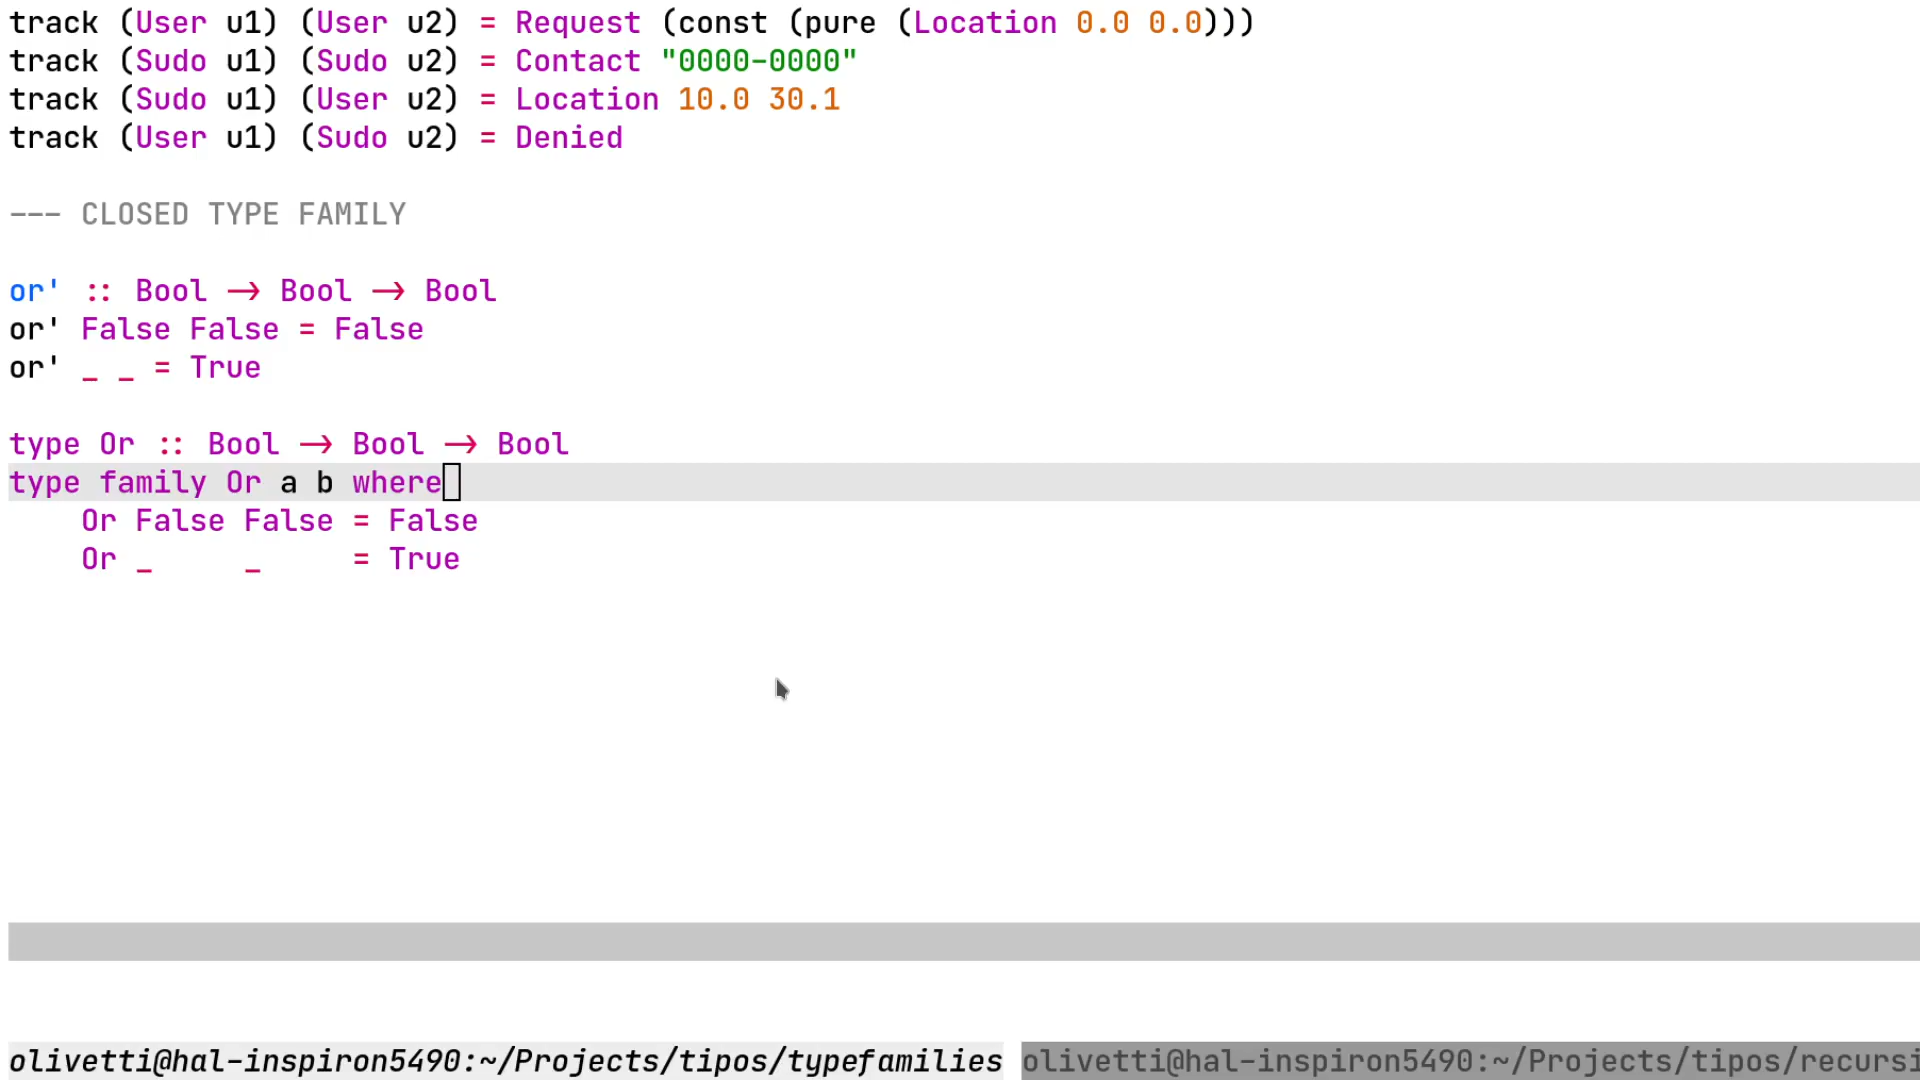 track (User u1) (User u2) = Request (const (pure (Location 0.0 0.0)))
track (Sudo u1) (Sudo u2) = Contact "0000-0000"
track (Sudo u1) (User u2) = Location 10.0 30.1
track (User u1) (Sudo u2) = Denied
--- CLOSED TYPE FAMILY
or' :: Bool -> Bool -> Bool
or' False False = False
or' _ _ = True
type Or :: Bool -> Bool -> Bool
type family Or a b where
    Or False False = False
    Or _     _     = True
olivetti@hal-inspiron5490:~/Projects/tipos/typefamilies olivetti@hal-inspiron5490:~/Projects/tipos/recursi